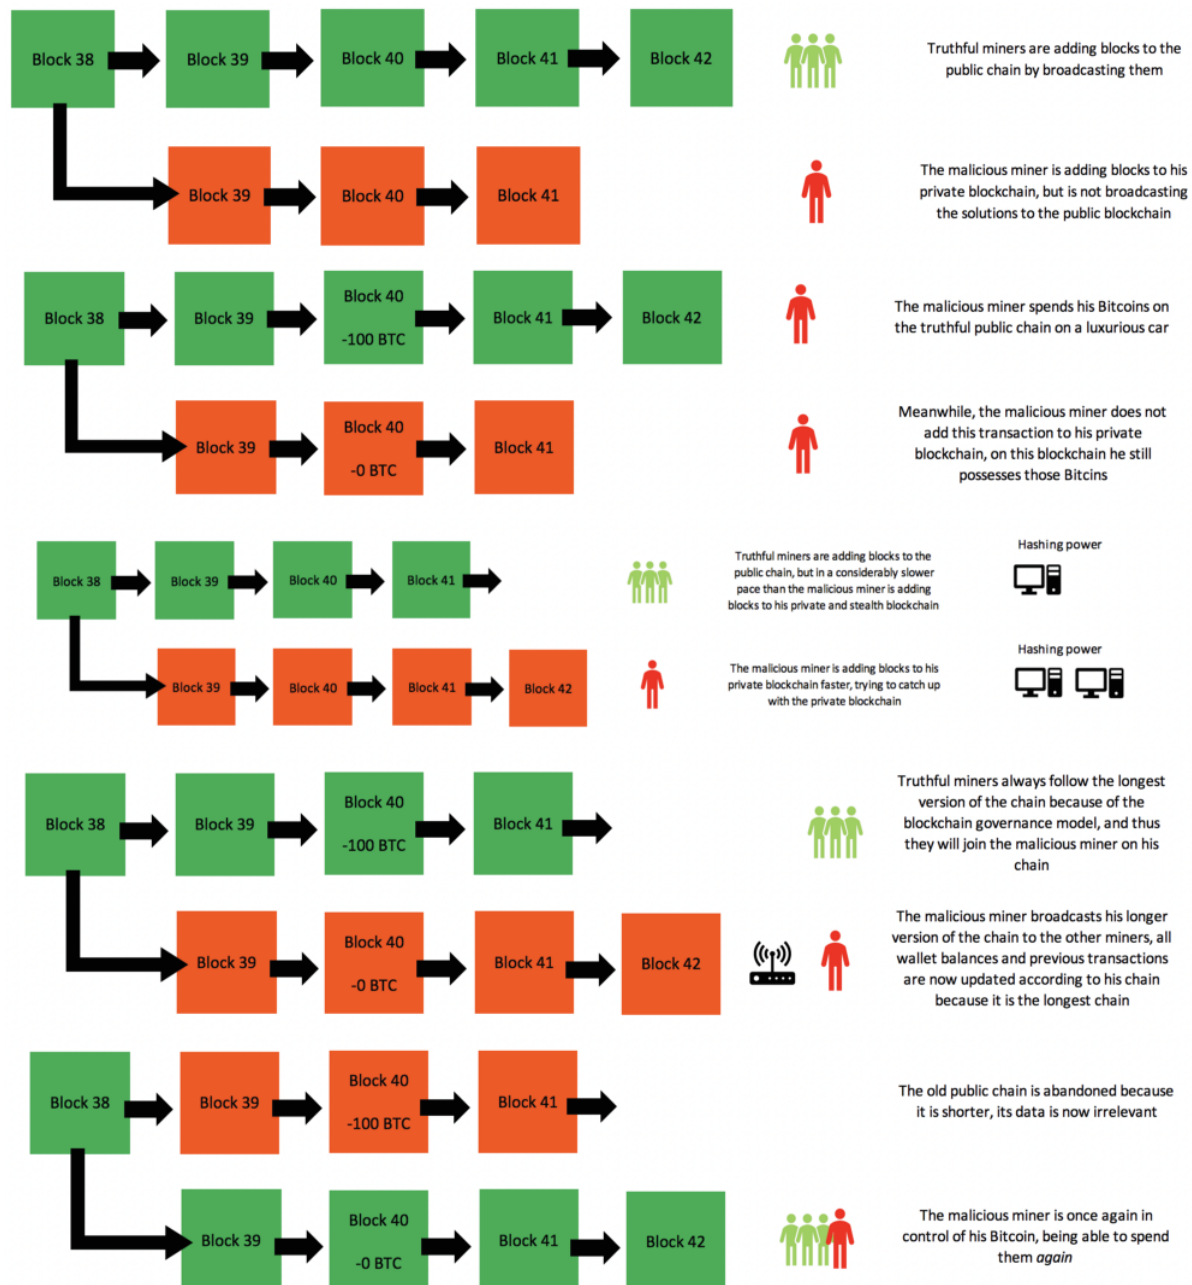 Block 38
Block 39
Block 40
Block 41
Block 42
Truthful miners are adding blocks to the
public chain by broadcasting them
Block 39
Block 40
Block 41
The malicious miner is adding blocks to his
private blockchain, but is not broadcasting
the solutions to the public blockchain
Block 38
Block 39
Block 40
-100 BTC
Block 41
Block 42
The malicious miner spends his Bitcoins on
the truthful public chain on a luxurious car
Block 39
Block 40
-0 BTC
Block 41
Meanwhile, the malicious miner does not
add this transaction to his private
blockchain, on this blockchain he still
possesses those Bitcins
Block 38
Block 39
Block 40
Block 41
Truthful miners are adding blocks to the
public chain, but in a considerably slower
pace than the malicious miner is adding
blocks to his private and stealth blockchain
Hashing power
Block 39
Block 40
Block 41
Block 42
The malicious miner is adding blocks to his
private blockchain faster, trying to catch up
with the private blockchain
Hashing power
Block 38
Block 39
Block 40
-100 BTC
Block 41
Truthful miners always follow the longest
version of the chain because of the
blockchain governance model, and thus
they will join the malicious miner on his
chain
Block 39
Block 40
-0 BTC
Block 41
Block 42
The malicious miner broadcasts his longer
version of the chain to the other miners, all
wallet balances and previous transactions
are now updated according to his chain
because it is the longest chain
Block 38
Block 39
Block 40
-100 BTC
Block 41
The old public chain is abandoned because
it is shorter, its data is now irrelevant
Block 39
Block 40
-0 BTC
Block 41
Block 42
The malicious miner is once again in
control of his Bitcoin, being able to spend
them again